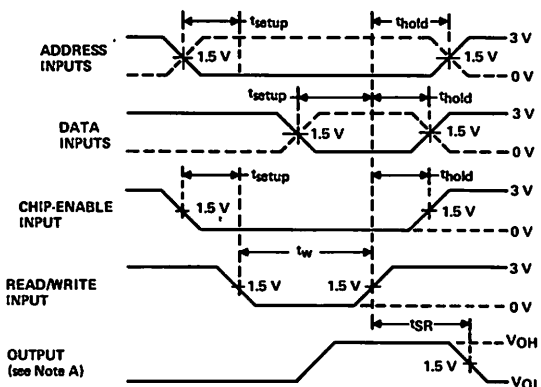 tsetup thold
ADDRESS INPUTS 1.5 V 1.5 V 3 V 0 V
tsetup thold
DATA INPUTS 1.5 V 1.5 V 3 V 0 V
tsetup thold
CHIP-ENABLE INPUT 1.5 V 1.5 V 3 V 0 V
tw
READ/WRITE INPUT 1.5 V 1.5 V 3 V 0 V
tSR
OUTPUT (see Note A) 1.5 V VOH VOL